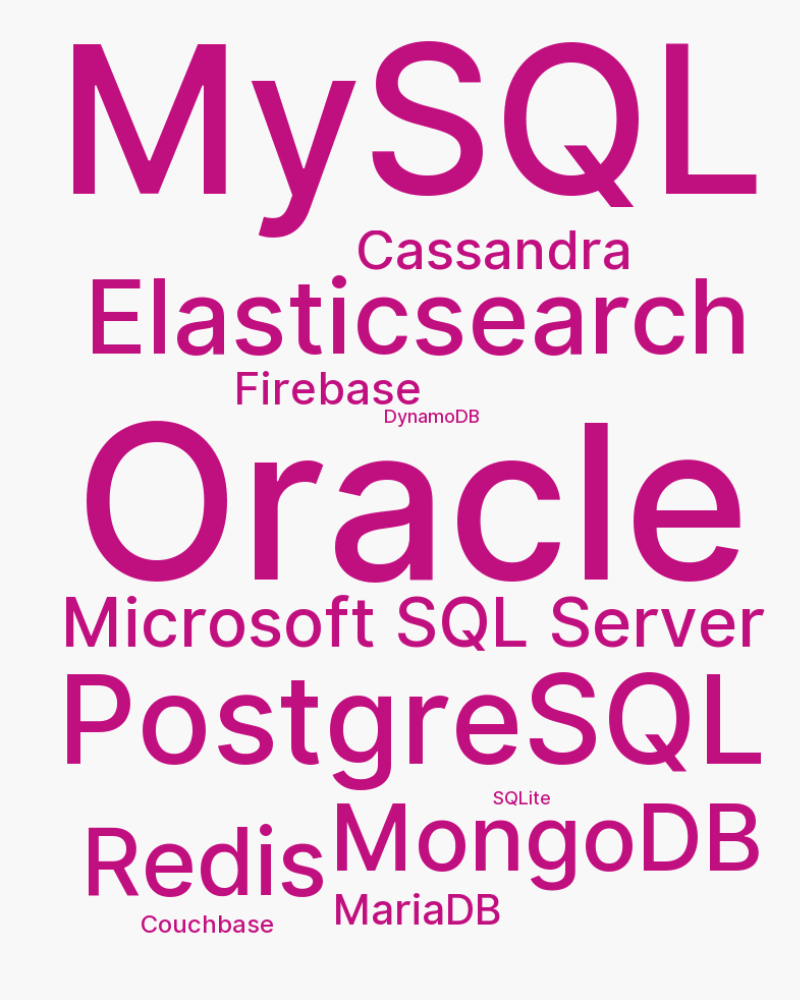 MySQL
Cassandra
Elasticsearch
Firebase
DynamoDB
Oracle
Microsoft SQL Server
PostgreSQL
SQLite
MongoDB
Redis
MariaDB
Couchbase